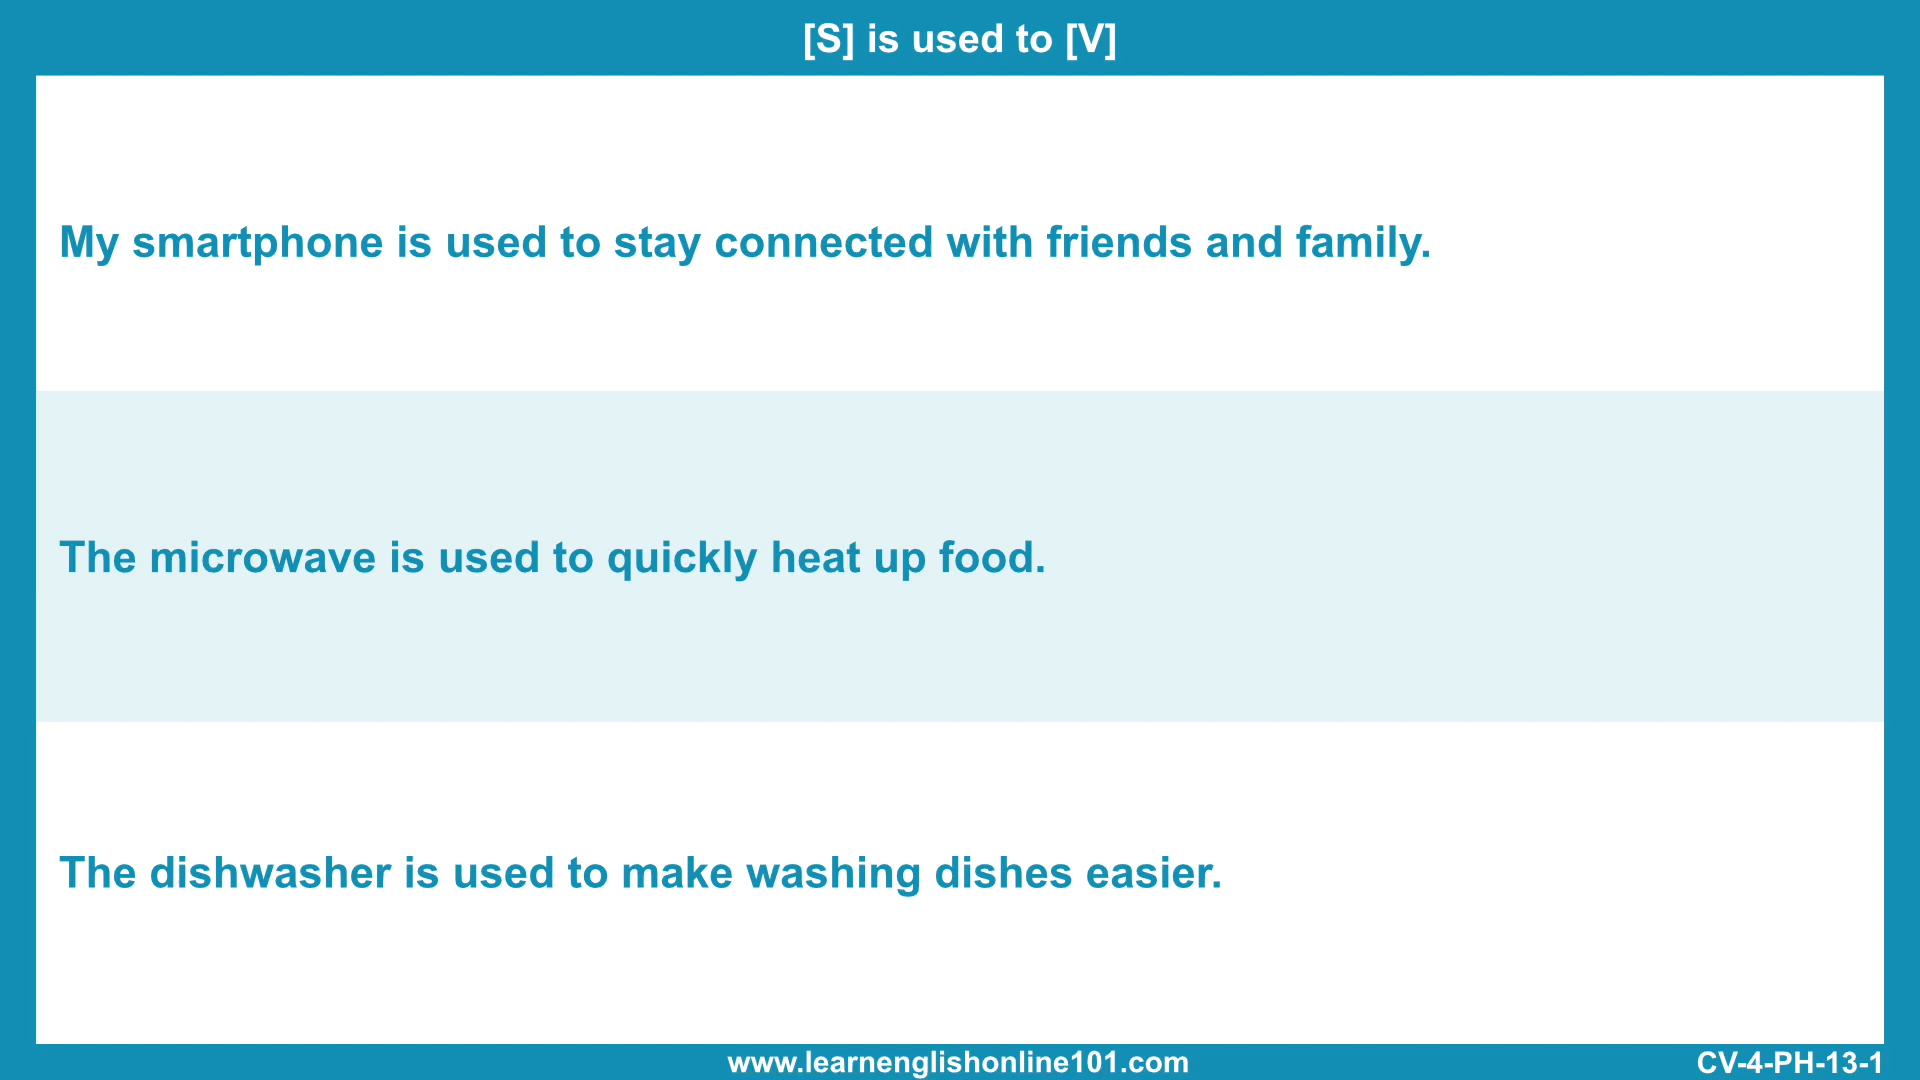 [S] is used to [V]
My smartphone is used to stay connected with friends and family.
The microwave is used to quickly heat up food.
The dishwasher is used to make washing dishes easier.
www.learnenglishonline101.com
CV-4-PH-13-1